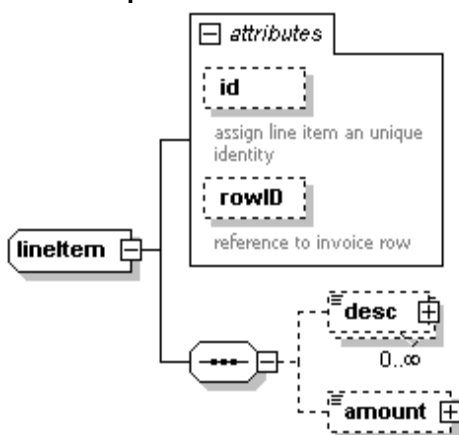 attributes
id
assign line item an unique
identity
rowID
reference to invoice row
lineItem
desc
0..∞
amount